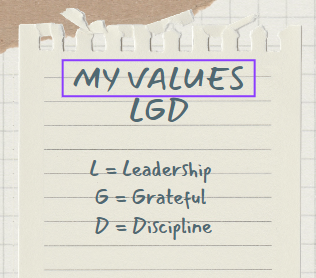 MY VALUES
LGD
L = Leadership
G = Grateful
D = Discipline